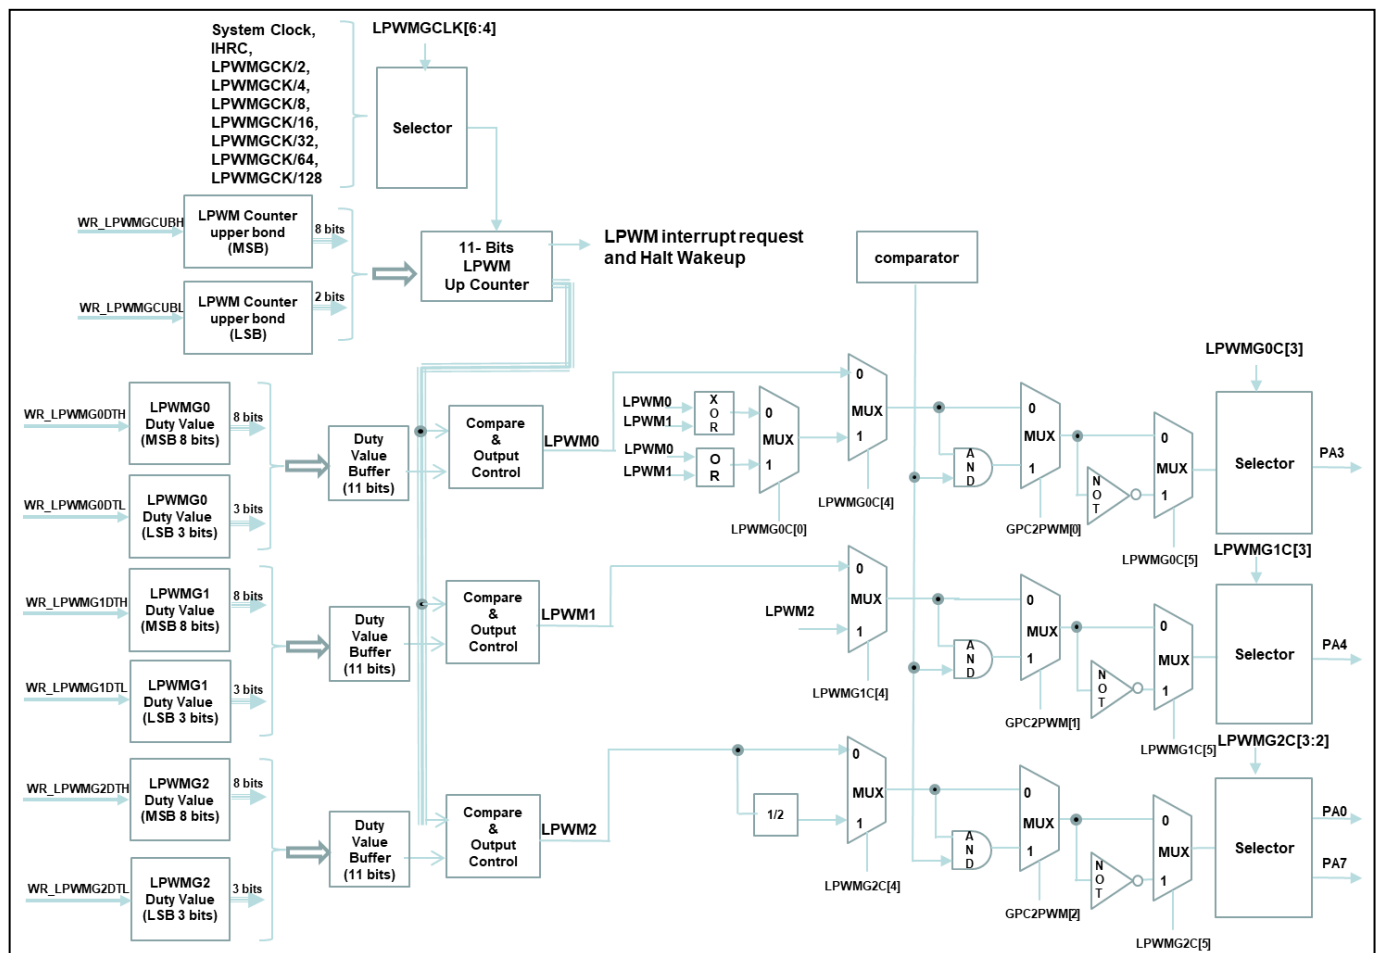 System Clock,
IHRC,
LPWMGCK/2,
LPWMGCK/4,
LPWMGCK/8,
LPWMGCK/16,
LPWMGCK/32,
LPWMGCK/64,
LPWMGCK/128
LPWMGCLK[6:4]
Selector
WR_LPWMGCUBH
LPWM Counter
upper bond
(MSB)
8 bits
WR_LPWMGCUBL
LPWM Counter
upper bond
(LSB)
2 bits
11- Bits
LPWM
Up Counter
LPWM interrupt request
and Halt Wakeup
comparator
WR_LPWMG0DTH
LPWMG0
Duty Value
(MSB 8 bits)
8 bits
WR_LPWMG0DTL
LPWMG0
Duty Value
(LSB 3 bits)
3 bits
Duty
Value
Buffer
(11 bits)
Compare
&
Output
Control
LPWM0
LPWM0
LPWM1
XOR
LPWM0
LPWM1
OR
0
MUX
1
LPWMG0C[0]
0
MUX
1
LPWMG0C[4]
AND
0
MUX
1
GPC2PWM[0]
NOT
0
MUX
1
LPWMG0C[5]
LPWMG0C[3]
Selector
PA3
WR_LPWMG1DTH
LPWMG1
Duty Value
(MSB 8 bits)
8 bits
WR_LPWMG1DTL
LPWMG1
Duty Value
(LSB 3 bits)
3 bits
Duty
Value
Buffer
(11 bits)
Compare
&
Output
Control
LPWM1
LPWM2
0
MUX
1
LPWMG1C[4]
AND
0
MUX
1
GPC2PWM[1]
NOT
0
MUX
1
LPWMG1C[5]
LPWMG1C[3]
Selector
PA4
WR_LPWMG2DTH
LPWMG2
Duty Value
(MSB 8 bits)
8 bits
WR_LPWMG2DTL
LPWMG2
Duty Value
(LSB 3 bits)
3 bits
Duty
Value
Buffer
(11 bits)
Compare
&
Output
Control
LPWM2
1/2
0
MUX
1
LPWMG2C[4]
AND
0
MUX
1
GPC2PWM[2]
NOT
0
MUX
1
LPWMG2C[5]
LPWMG2C[3:2]
Selector
PA0
PA7